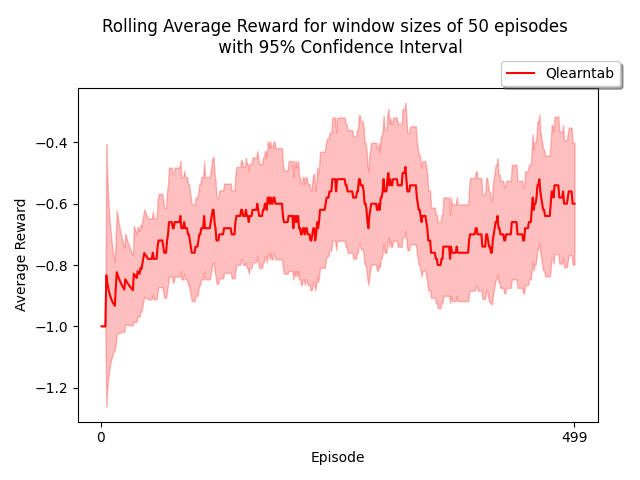 Rolling Average Reward for window sizes of 50 episodes
with 95% Confidence Interval
Qlearntab
−0.4
−0.6
−0.8
−1.0
−1.2
Average Reward
0
499
Episode